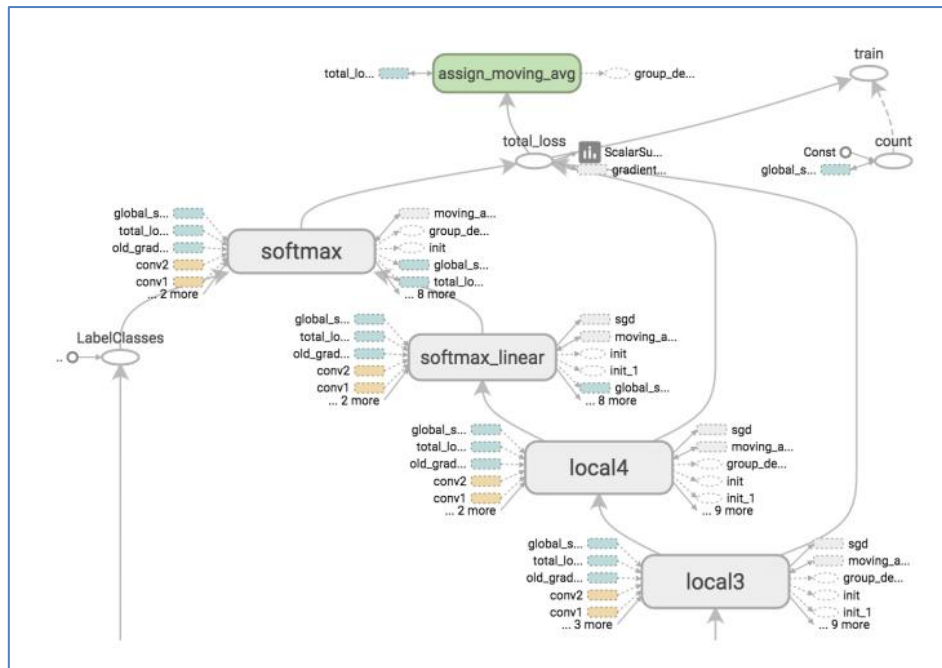 train
total_lo...
assign_moving_avg
group_de...
total_loss
ScalarSu...
gradient...
Const
count
global_s...
global_s...
total_lo...
old_grad...
conv2
conv1
... 2 more
softmax
moving_a...
group_de...
init
global_s...
total_lo...
... 8 more
LabelClasses
..
global_s...
total_lo...
old_grad...
conv2
conv1
... 2 more
softmax_linear
sgd
moving_a...
init
init_1
global_s...
... 8 more
global_s...
total_lo...
old_grad...
conv2
conv1
... 2 more
local4
sgd
moving_a...
group_de...
init
init_1
... 9 more
global_s...
total_lo...
old_grad...
conv2
conv1
... 3 more
local3
sgd
moving_a...
group_de...
init
init_1
... 9 more